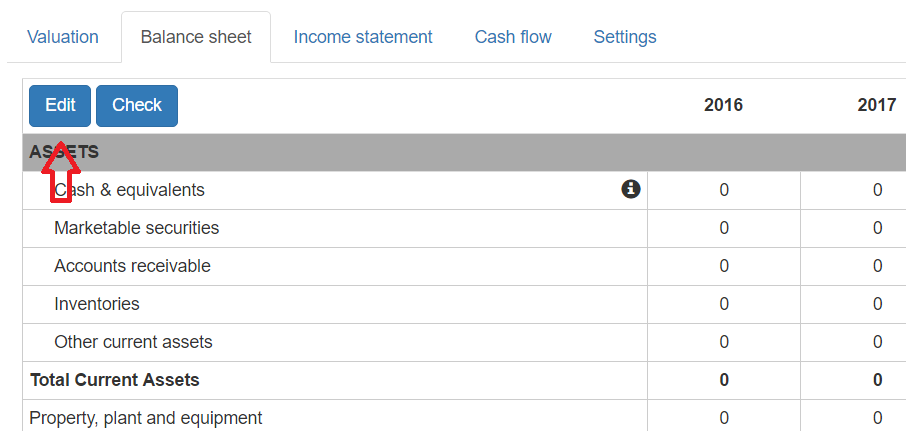 Valuation Balance sheet Income statement Cash flow Settings
Edit Check 2016 2017
ASSETS
Cash & equivalents 0 0
Marketable securities 0 0
Accounts receivable 0 0
Inventories 0 0
Other current assets 0 0
Total Current Assets 0 0
Property, plant and equipment 0 0